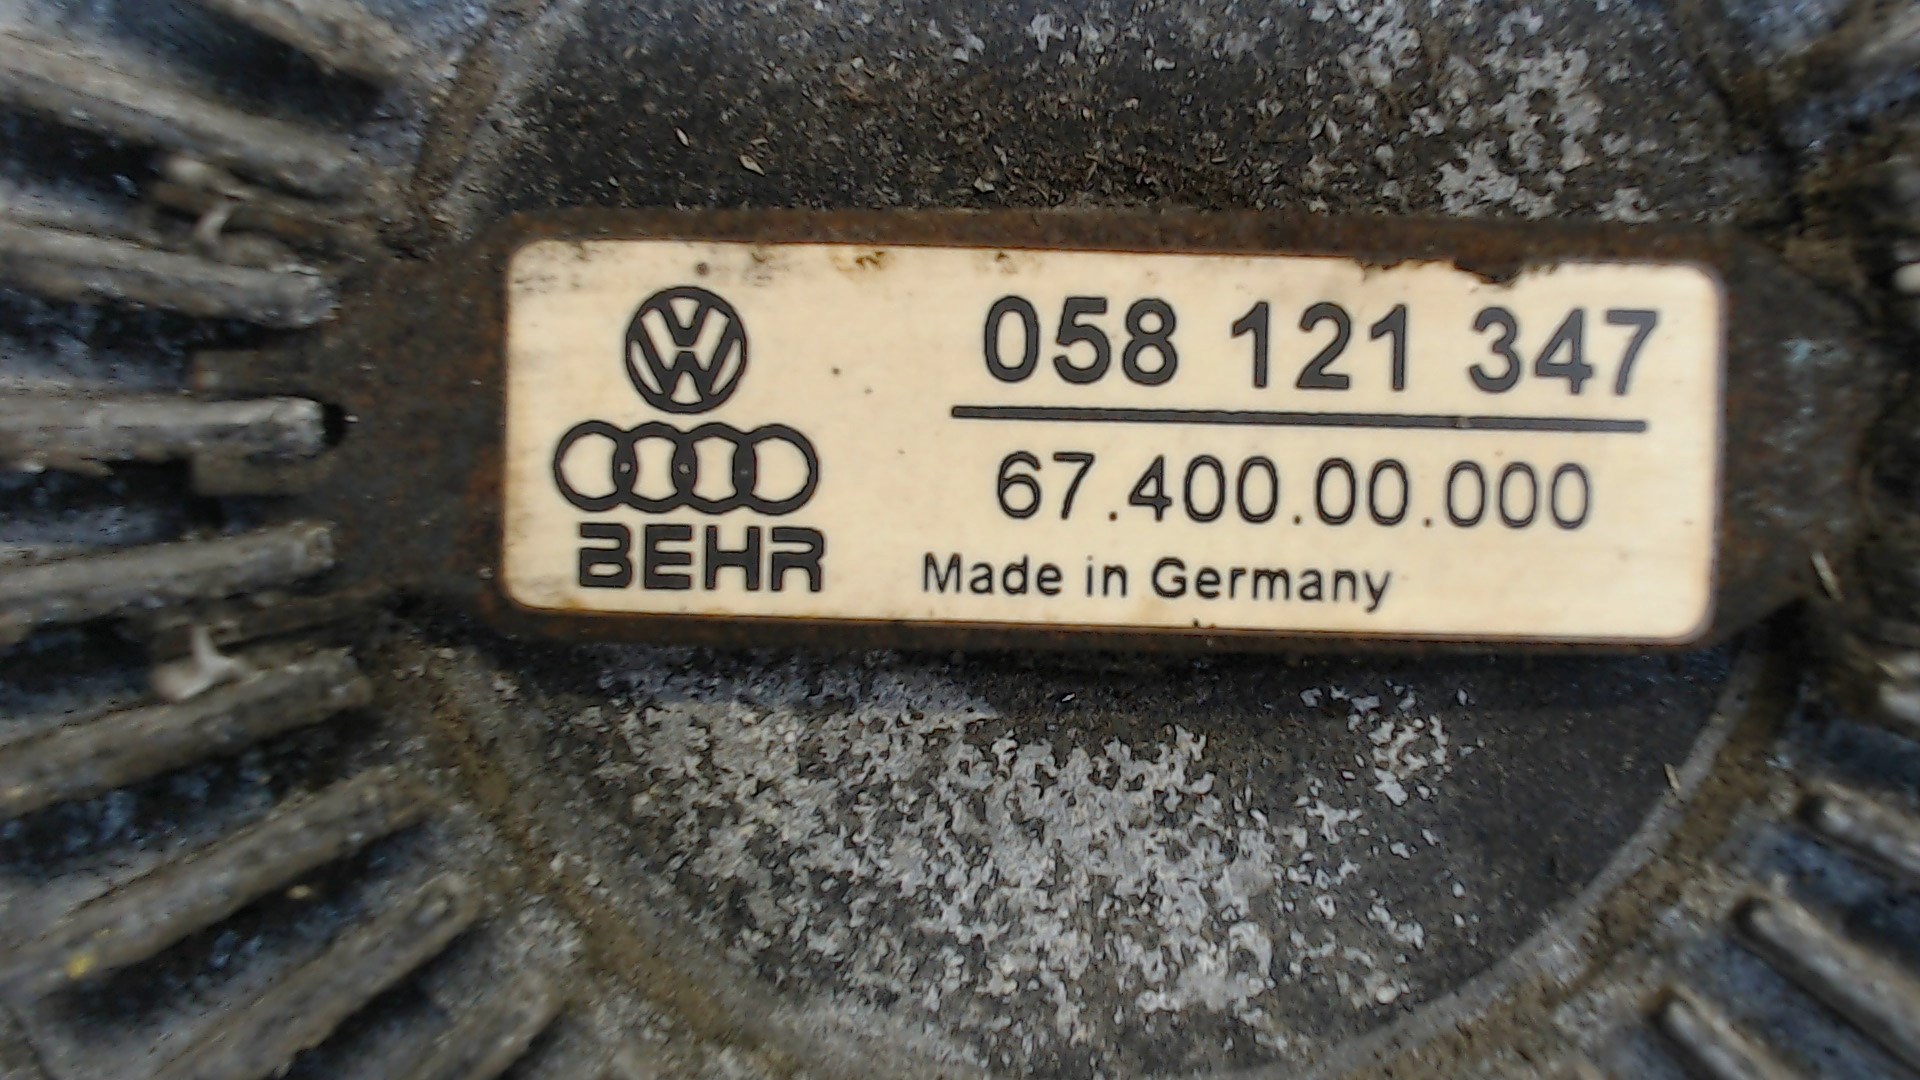 058 121 347
67.400.00.000
BEHR
Made in Germany